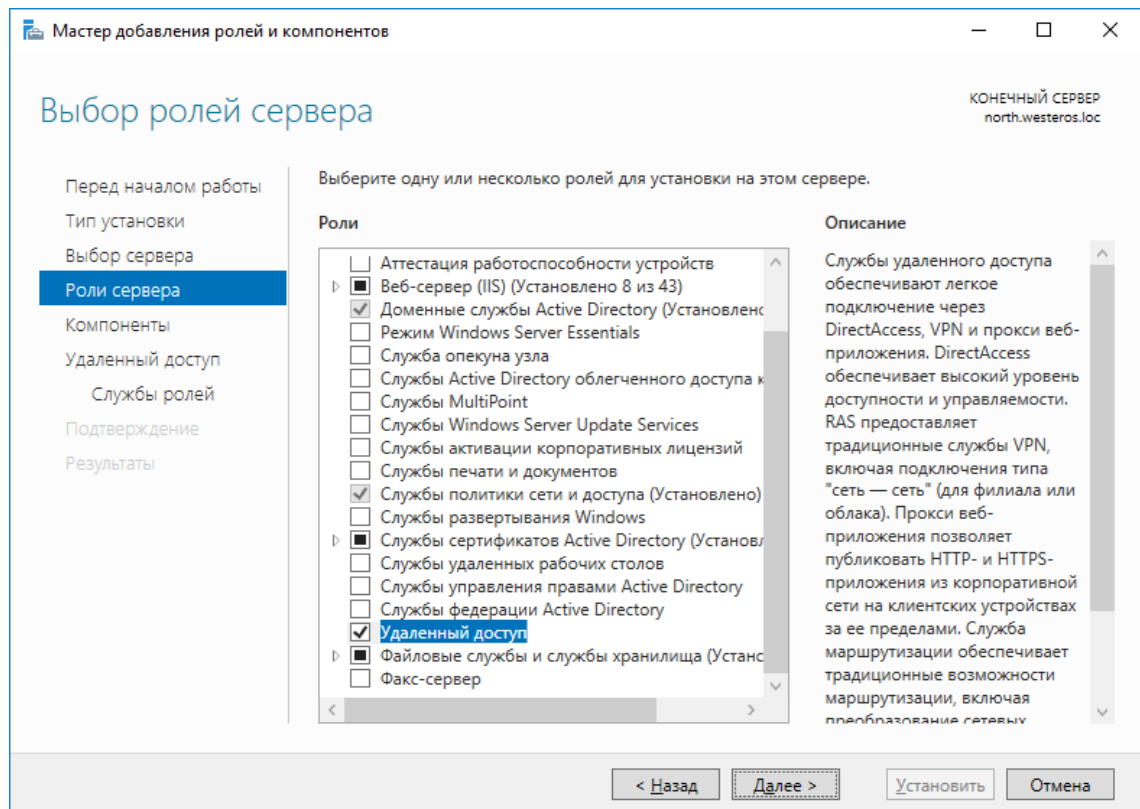 Мастер добавления ролей и компонентов
Выбор ролей сервера
КОНЕЧНЫЙ СЕРВЕР
north.westeros.loc
Перед началом работы
Тип установки
Выбор сервера
Роли сервера
Компоненты
Удаленный доступ
Службы ролей
Подтверждение
Результаты
Выберите одну или несколько ролей для установки на этом сервере.
Роли
Аттестация работоспособности устройств
Веб-сервер (IIS) (Установлено 8 из 43)
Доменные службы Active Directory (Установленс
Режим Windows Server Essentials
Служба опекуна узла
Службы Active Directory облегченного доступа к
Службы MultiPoint
Службы Windows Server Update Services
Службы активации корпоративных лицензий
Службы печати и документов
Службы политики сети и доступа (Установлено)
Службы развертывания Windows
Службы сертификатов Active Directory (Установл
Службы удаленных рабочих столов
Службы управления правами Active Directory
Службы федерации Active Directory
Удаленный доступ
Файловые службы и службы хранилища (Устанс
Факс-сервер
Описание
Службы удаленного доступа
обеспечивают легкое
подключение через
DirectAccess, VPN и прокси веб-
приложения. DirectAccess
обеспечивает высокий уровень
доступности и управляемости.
RAS предоставляет
традиционные службы VPN,
включая подключения типа
"сеть — сеть" (для филиала или
облака). Прокси веб-
приложения позволяет
публиковать HTTP- и HTTPS-
приложения из корпоративной
сети на клиентских устройствах
за ее пределами. Служба
маршрутизации обеспечивает
традиционные возможности
маршрутизации, включая
преобразование сетевых
< Назад
Далее >
Установить
Отмена